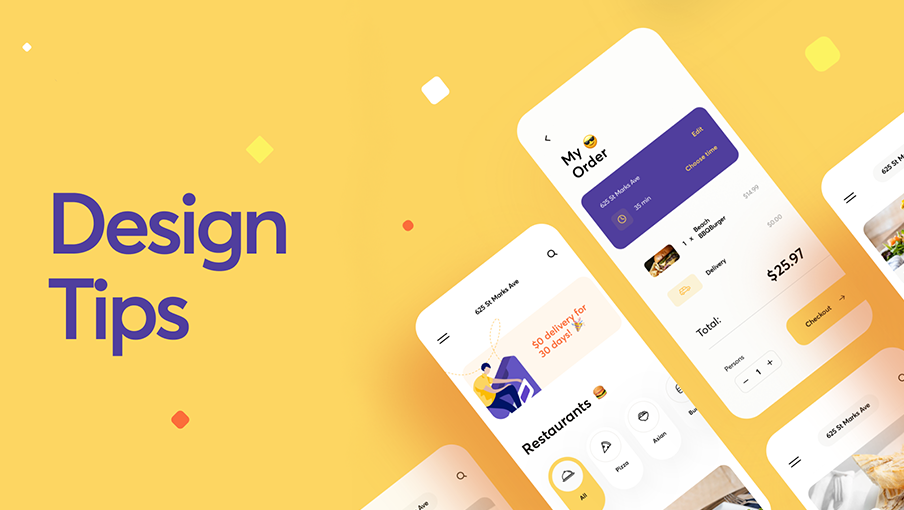 Design
Tips
My 😎
Order
Edit
625 St Marks Ave
Choose time
35 min
1 x Beach
BBQBurger
$14.99
Delivery
$0.00
Total:
$25.97
Persons
− 1 +
Checkout →
625 St Marks Ave
$0 delivery for
30 days! 🎉
Restaurants 🍔
All
Pizza
Asian
Bu
625 St
625 St Marks Ave
Ave